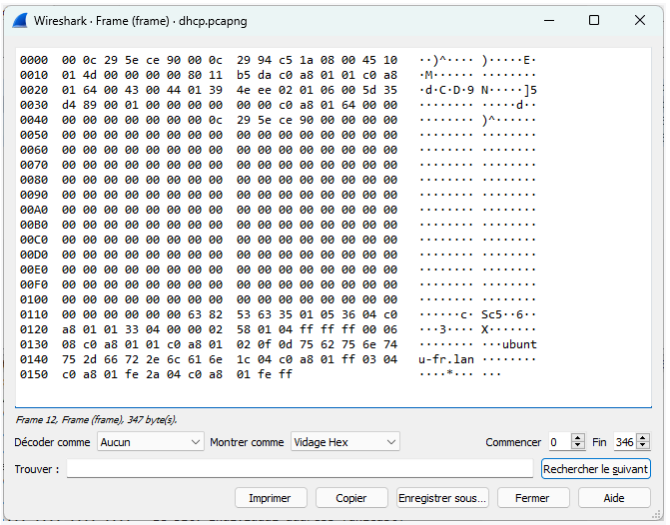 Wireshark · Frame (frame) · dhcp.pcapng
0000 00 0c 29 5e ce 90 00 0c 29 94 c5 1a 08 00 45 10 ··)^···· )·····E·
0010 01 4d 00 00 00 00 80 11 b5 da c0 a8 01 01 c0 a8 ·M······ ········
0020 01 64 00 43 00 44 01 39 4e ee 02 01 06 00 5d 35 ·d·C·D·9 N·····]5
0030 d4 89 00 01 00 00 00 00 00 00 c0 a8 01 64 00 00 ········ ·····d··
0040 00 00 00 00 00 00 00 0c 29 5e ce 90 00 00 00 00 ········ )^······
0050 00 00 00 00 00 00 00 00 00 00 00 00 00 00 00 00 ········ ········
0060 00 00 00 00 00 00 00 00 00 00 00 00 00 00 00 00 ········ ········
0070 00 00 00 00 00 00 00 00 00 00 00 00 00 00 00 00 ········ ········
0080 00 00 00 00 00 00 00 00 00 00 00 00 00 00 00 00 ········ ········
0090 00 00 00 00 00 00 00 00 00 00 00 00 00 00 00 00 ········ ········
00A0 00 00 00 00 00 00 00 00 00 00 00 00 00 00 00 00 ········ ········
00B0 00 00 00 00 00 00 00 00 00 00 00 00 00 00 00 00 ········ ········
00C0 00 00 00 00 00 00 00 00 00 00 00 00 00 00 00 00 ········ ········
00D0 00 00 00 00 00 00 00 00 00 00 00 00 00 00 00 00 ········ ········
00E0 00 00 00 00 00 00 00 00 00 00 00 00 00 00 00 00 ········ ········
00F0 00 00 00 00 00 00 00 00 00 00 00 00 00 00 00 00 ········ ········
0100 00 00 00 00 00 00 00 00 00 00 00 00 00 00 00 00 ········ ········
0110 00 00 00 00 00 00 63 82 53 63 35 01 05 36 04 c0 ······c· Sc5··6··
0120 a8 01 01 33 04 00 00 02 58 01 04 ff ff ff 00 06 ···3···· X·······
0130 08 c0 a8 01 01 c0 a8 01 02 0f 0d 75 62 75 6e 74 ········ ···ubunt
0140 75 2d 66 72 2e 6c 61 6e 1c 04 c0 a8 01 ff 03 04 u-fr.lan ········
0150 c0 a8 01 fe 2a 04 c0 a8 01 fe ff ····*··· ···
Frame 12, Frame (frame), 347 byte(s).
Décoder comme Aucun Montrer comme Vidage Hex Commencer 0 Fin 346
Trouver : Rechercher le suivant
Imprimer Copier Enregistrer sous... Fermer Aide